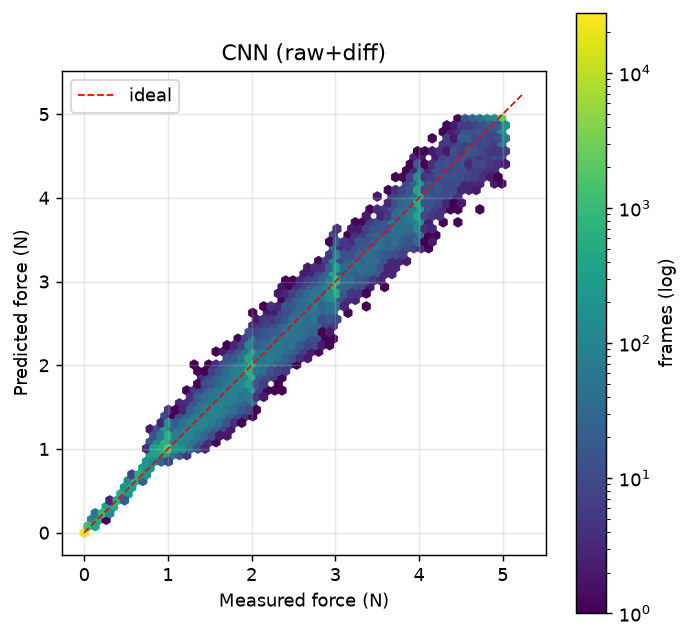 CNN (raw+diff)
ideal
5
4
3
2
1
0
Predicted force (N)
0 1 2 3 4 5
Measured force (N)
10⁴
10³
10²
10¹
10⁰
frames (log)